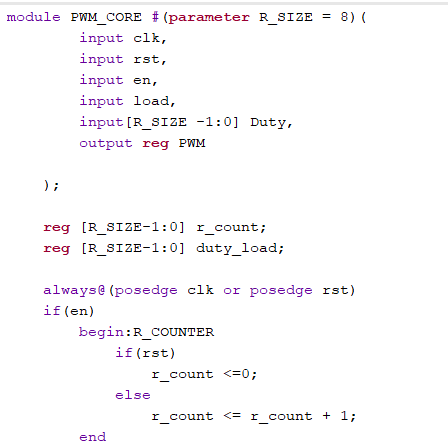 module PWM_CORE #(parameter R_SIZE = 8)(
input clk,
input rst,
input en,
input load,
input[R_SIZE -1:0] Duty,
output reg PWM
);
reg [R_SIZE-1:0] r_count;
reg [R_SIZE-1:0] duty_load;
always@(posedge clk or posedge rst)
if(en)
begin:R_COUNTER
if(rst)
r_count <=0;
else
r_count <= r_count + 1;
end